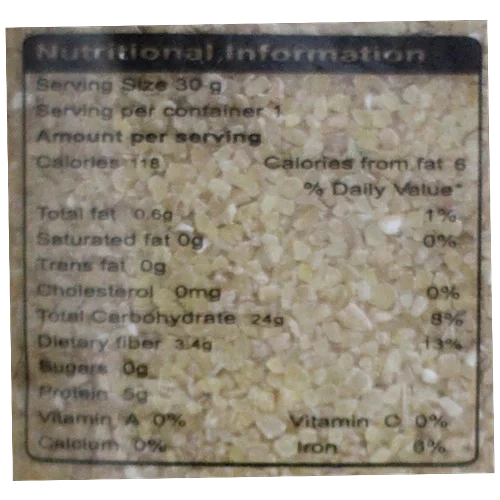 Nutritional Information
Serving Size 30 g
Serving per container 1
Amount per serving
Calories 118 Calories from fat 6
% Daily Value*
Total fat 0.6g 1%
Saturated fat 0g 0%
Trans fat 0g
Cholesterol 0mg 0%
Total Carbohydrate 24g 8%
Dietary fiber 3.4g 13%
Sugars 0g
Protein 5g
Vitamin A 0% Vitamin C 0%
Calcium 0% Iron 6%